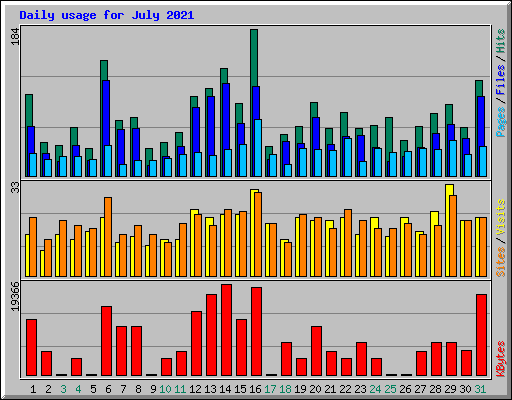 Daily usage for July 2021
184
Pages / Files / Hits
33
Sites / Visits
19366
KBytes
1 2 3 4 5 6 7 8 9 10 11 12 13 14 15 16 17 18 19 20 21 22 23 24 25 26 27 28 29 30 31